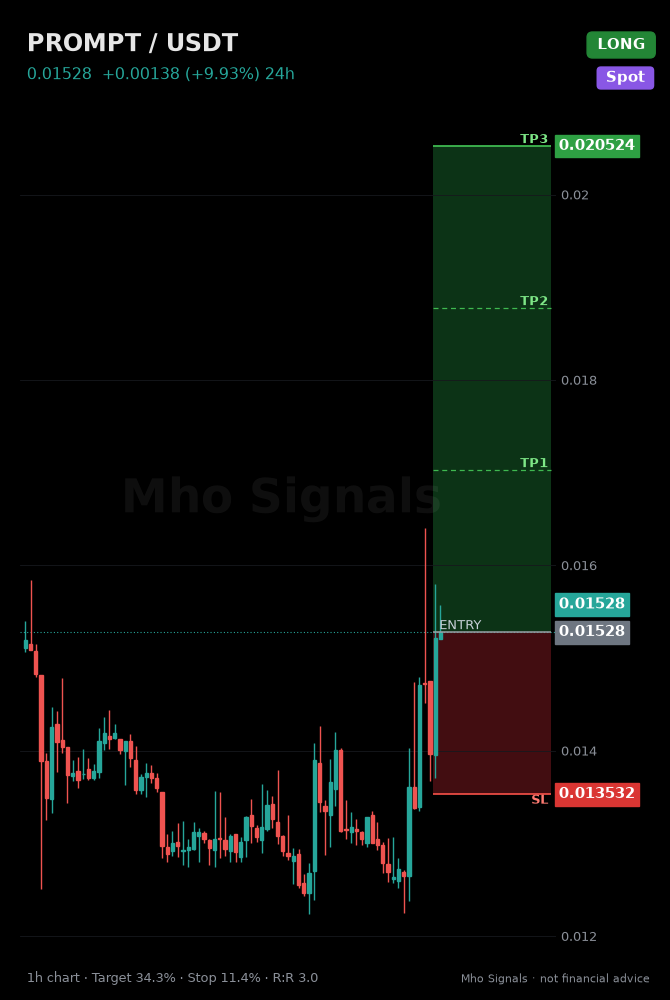 PROMPT / USDT
LONG
0.01528 +0.00138 (+9.93%) 24h
Spot
TP3
0.020524
0.02
TP2
0.018
TP1
Mho Signals
0.016
0.01528
ENTRY
0.01528
0.014
0.013532
SL
0.012
1h chart · Target 34.3% · Stop 11.4% · R:R 3.0
Mho Signals · not financial advice